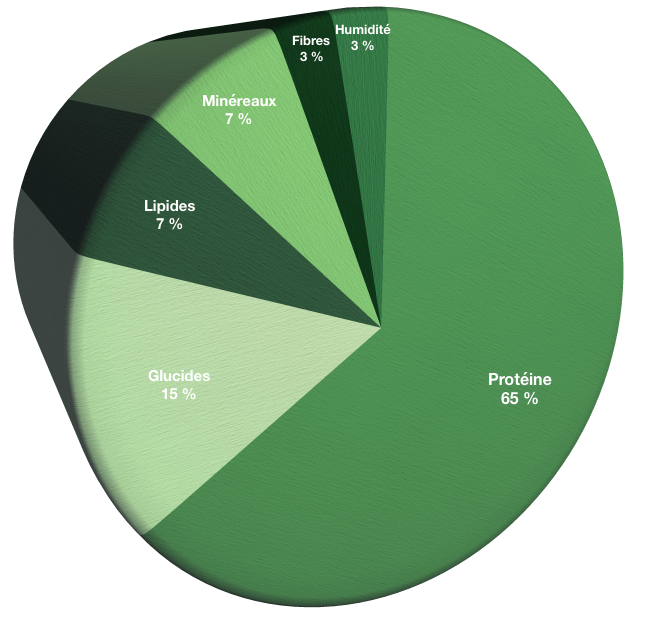 Humidité
3 %
Fibres
3 %
Minéreaux
7 %
Lipides
7 %
Glucides
15 %
Protéine
65 %